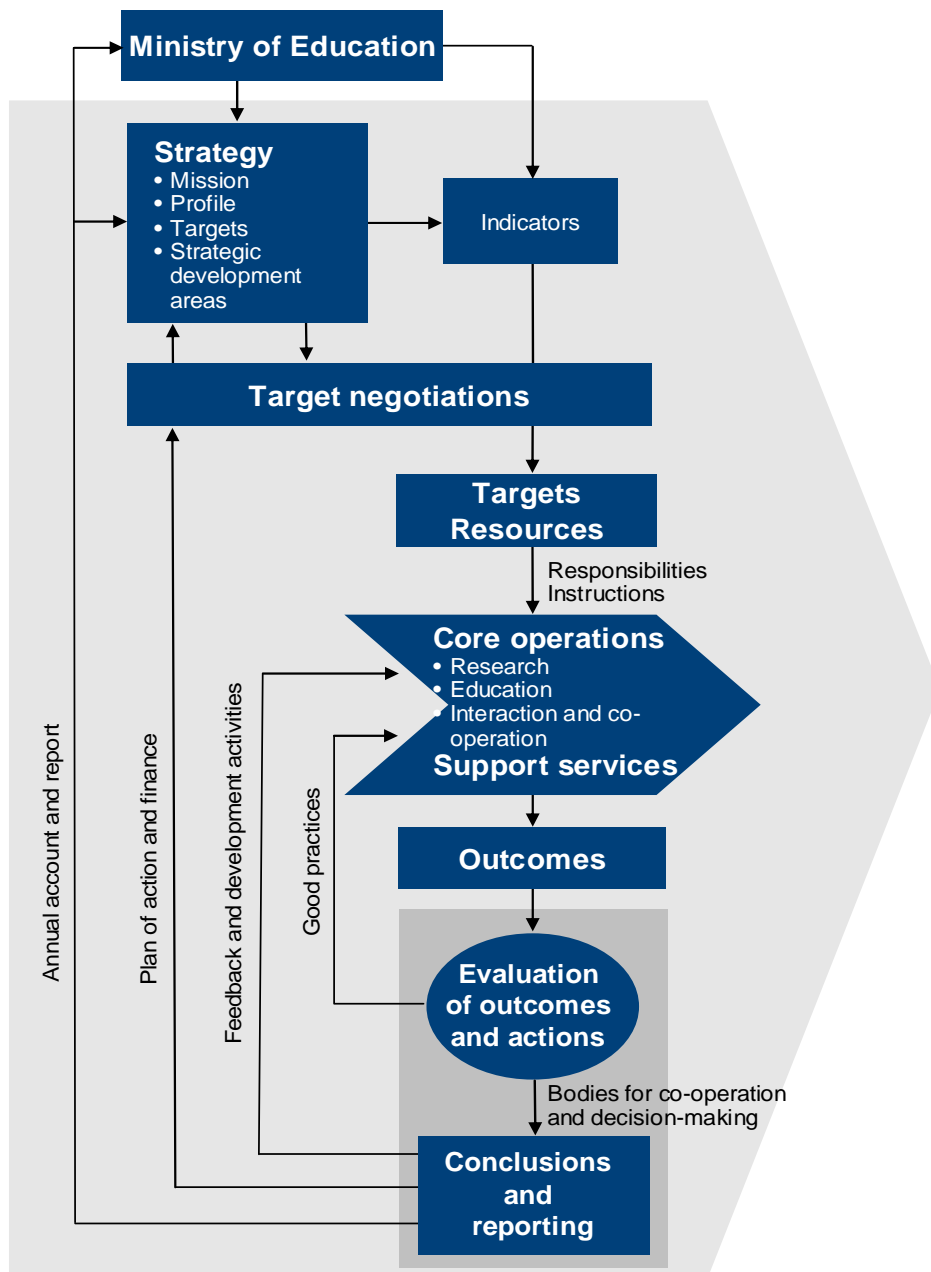 Ministry of Education
Strategy
• Mission
• Profile
• Targets
• Strategic
development
areas
Indicators
Target negotiations
Targets
Resources
Responsibilities
Instructions
Core operations
• Research
• Education
• Interaction and co-
operation
Support services
Outcomes
Evaluation
of outcomes
and actions
Bodies for co-operation
and decision-making
Conclusions
and
reporting
Annual account and report
Plan of action and finance
Feedback and development activities
Good practices